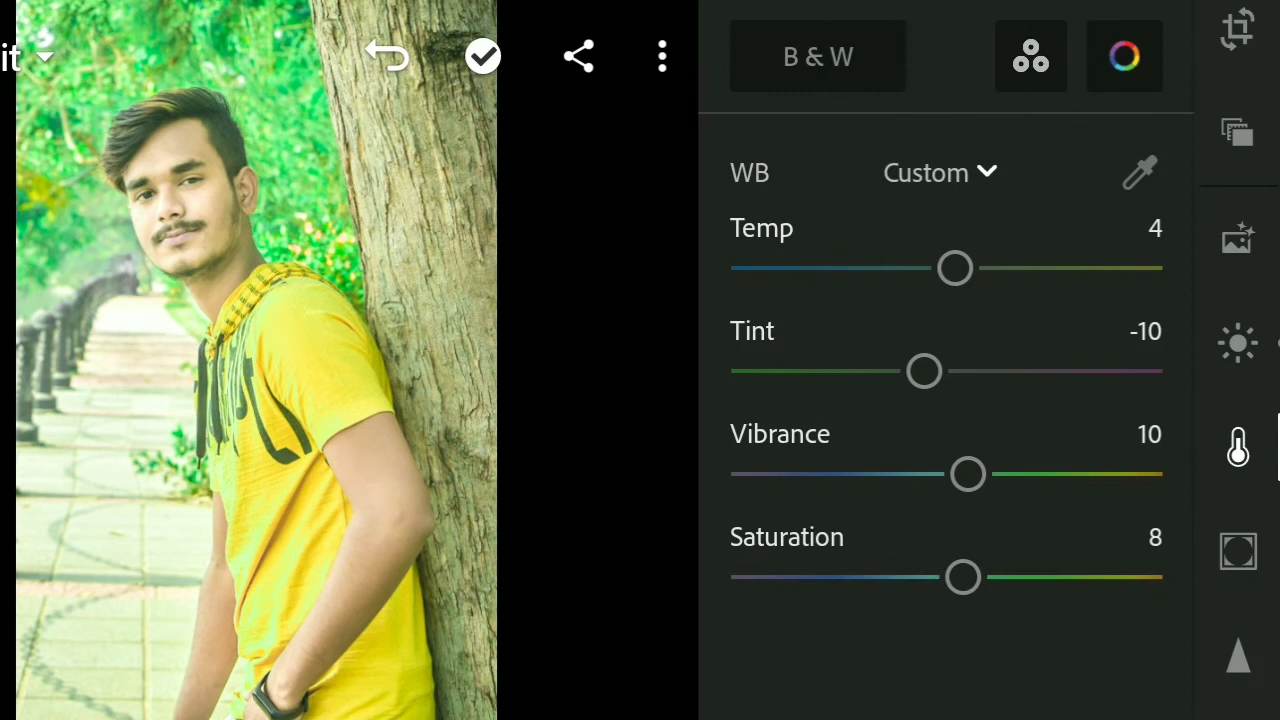 it
B & W
WB Custom
Temp 4
Tint -10
Vibrance 10
Saturation 8